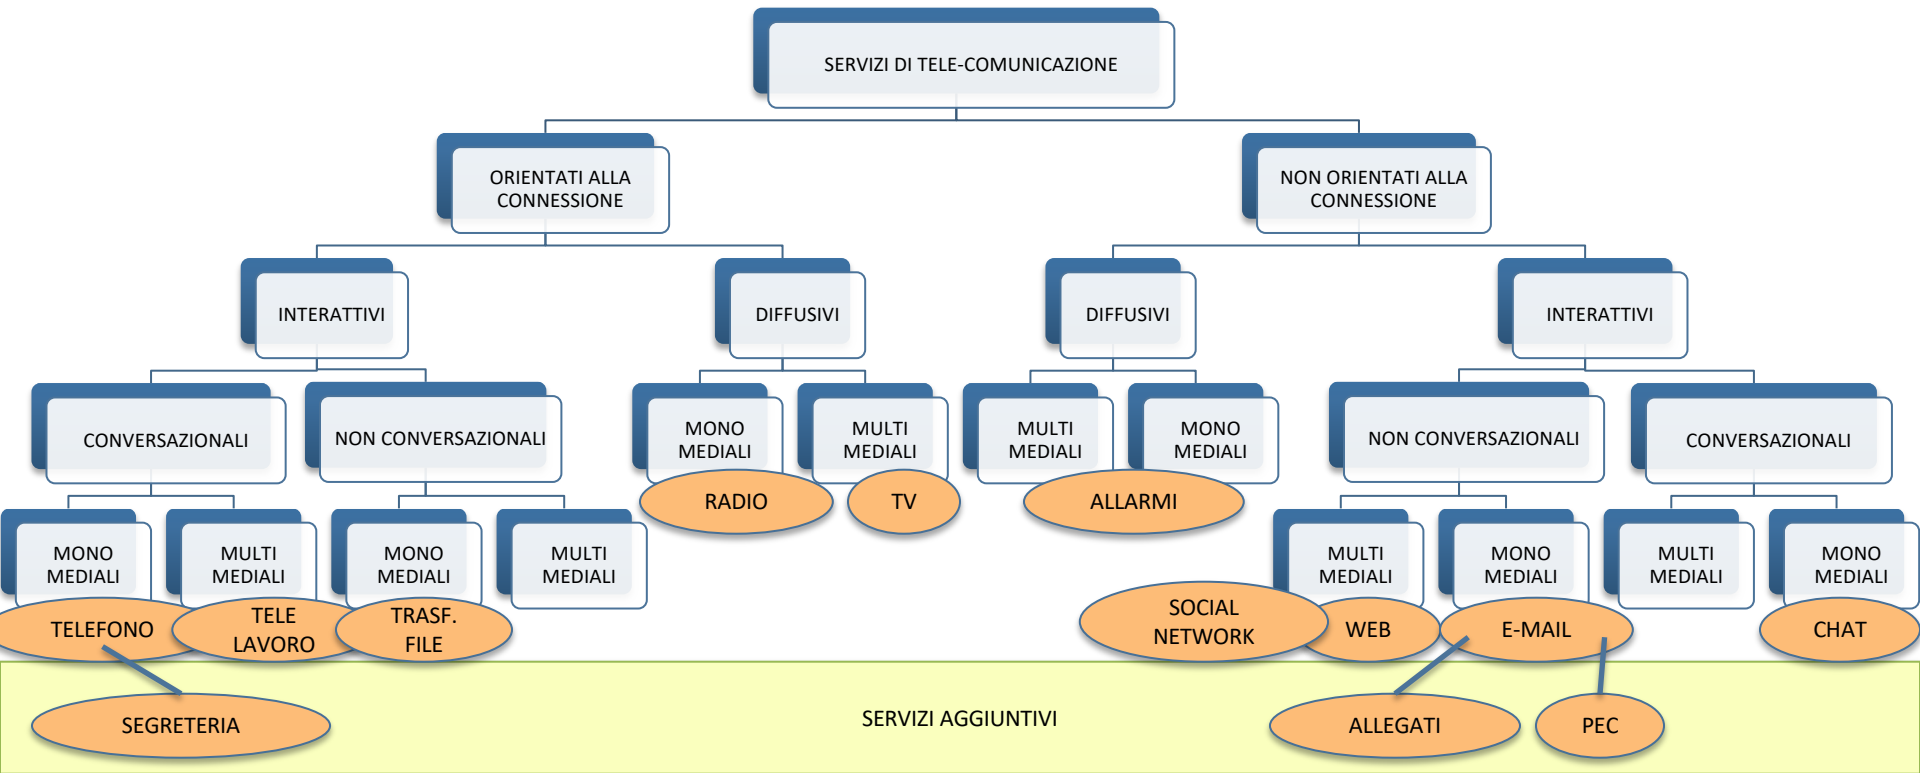 SERVIZI DI TELE-COMUNICAZIONE
ORIENTATI ALLA
CONNESSIONE
NON ORIENTATI ALLA
CONNESSIONE
INTERATTIVI
DIFFUSIVI
DIFFUSIVI
INTERATTIVI
CONVERSAZIONALI
NON CONVERSAZIONALI
MONO
MEDIALI
MULTI
MEDIALI
MULTI
MEDIALI
MONO
MEDIALI
NON CONVERSAZIONALI
CONVERSAZIONALI
RADIO
TV
ALLARMI
MONO
MEDIALI
MULTI
MEDIALI
MONO
MEDIALI
MULTI
MEDIALI
MULTI
MEDIALI
MONO
MEDIALI
MULTI
MEDIALI
MONO
MEDIALI
TELEFONO
TELE
LAVORO
TRASF.
FILE
SOCIAL
NETWORK
WEB
E-MAIL
CHAT
SEGRETERIA
SERVIZI AGGIUNTIVI
ALLEGATI
PEC